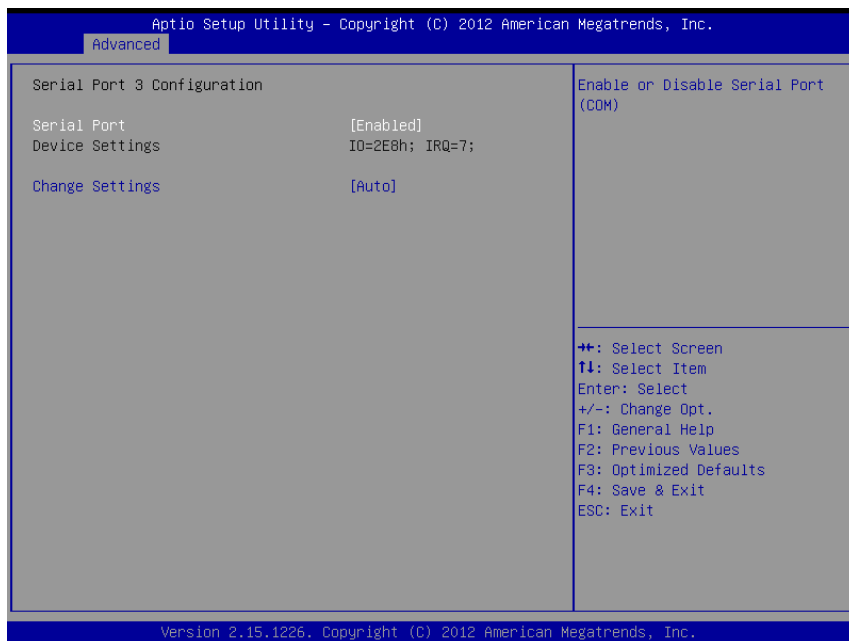 Aptio Setup Utility – Copyright (C) 2012 American Megatrends, Inc.
Advanced
Serial Port 3 Configuration
Serial Port [Enabled]
Device Settings IO=2E8h; IRQ=7;
Change Settings [Auto]
Enable or Disable Serial Port
(COM)
→←: Select Screen
↑↓: Select Item
Enter: Select
+/-: Change Opt.
F1: General Help
F2: Previous Values
F3: Optimized Defaults
F4: Save & Exit
ESC: Exit
Version 2.15.1226. Copyright (C) 2012 American Megatrends, Inc.